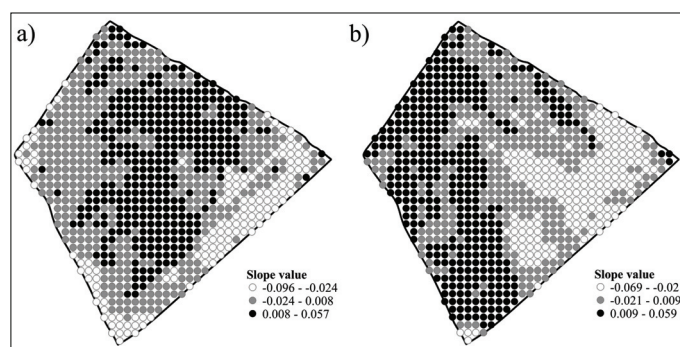 a)
Slope value
-0.096 - -0.024
-0.024 - 0.008
0.008 - 0.057
b)
Slope value
-0.069 - -0.02
-0.021 - 0.009
0.009 - 0.059